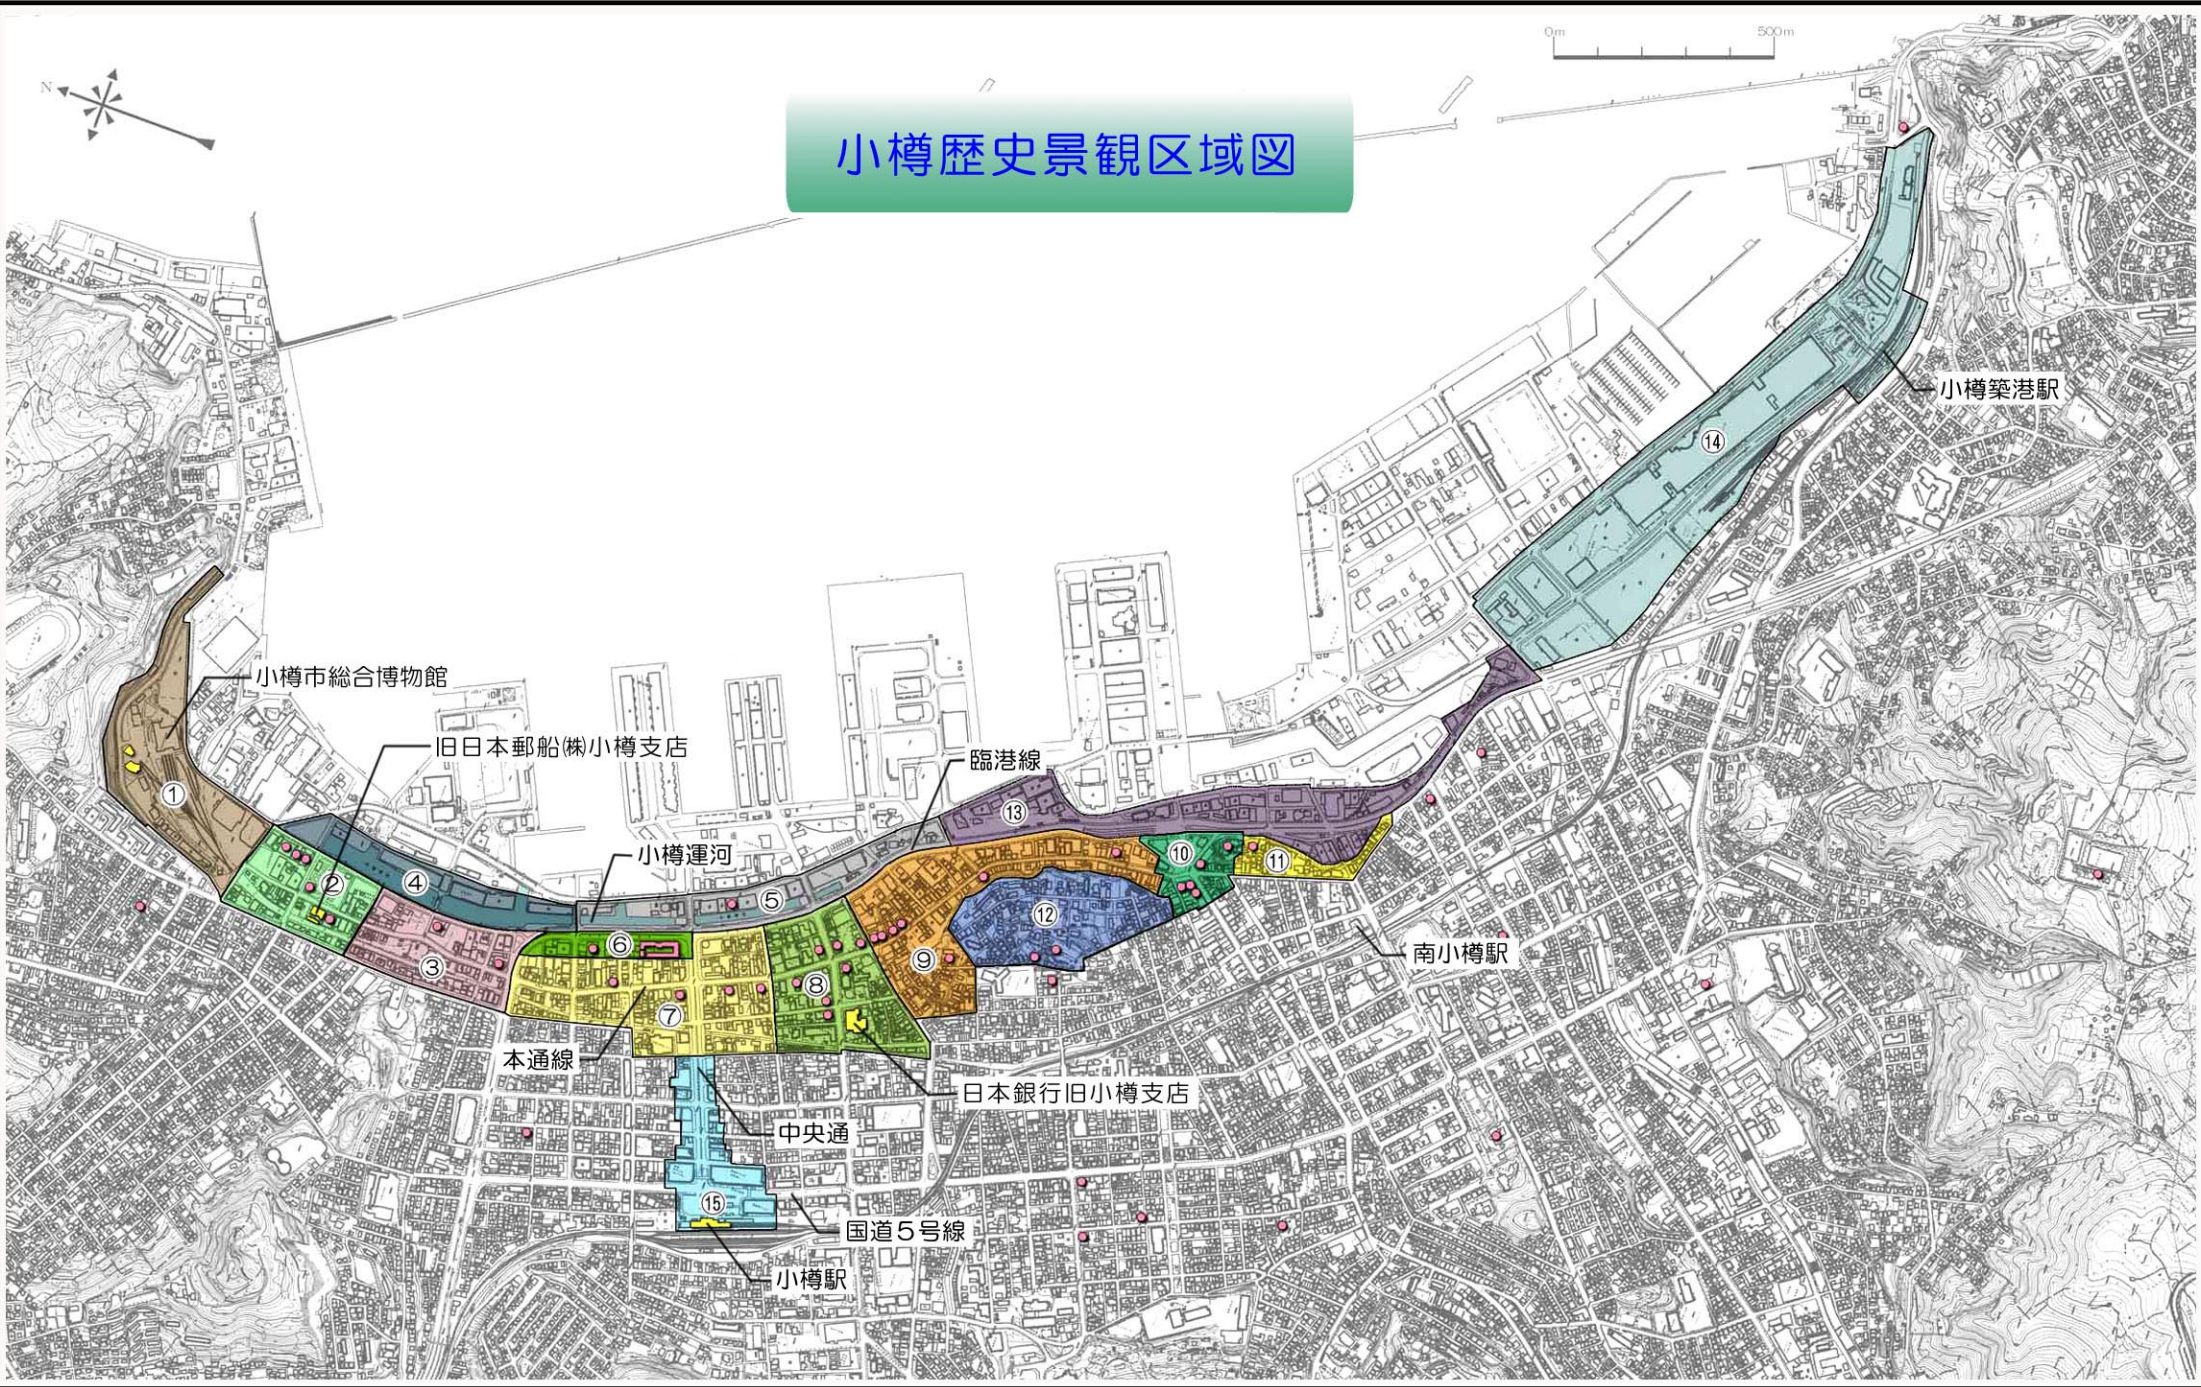 0m 500m
N
小樽歴史景観区域図
小樽築港駅
⑭
小樽市総合博物館
旧日本郵船㈱小樽支店
臨港線
①
⑬
小樽運河
⑩
⑪
②
④
⑤
⑫
⑥
③
⑨
南小樽駅
⑧
⑦
本通線
日本銀行旧小樽支店
中央通
⑮
国道5号線
小樽駅